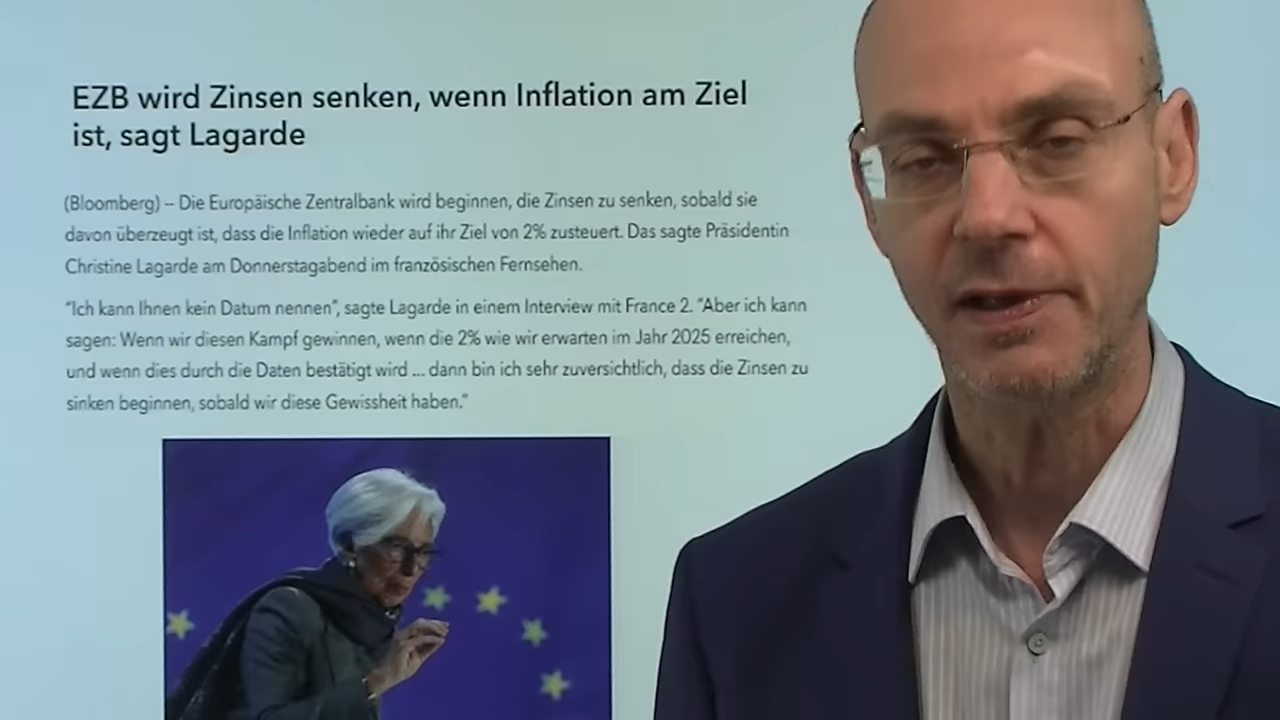 EZB wird Zinsen senken, wenn Inflation am Ziel
ist, sagt Lagarde
(Bloomberg) – Die Europäische Zentralbank wird beginnen, die Zinsen zu senken, sobald sie
davon überzeugt ist, dass die Inflation wieder auf ihr Ziel von 2% zusteuert. Das sagte Präsidentin
Christine Lagarde am Donnerstagabend im französischen Fernsehen.
“Ich kann Ihnen kein Datum nennen”, sagte Lagarde in einem Interview mit France 2. “Aber ich kann
sagen: Wenn wir diesen Kampf gewinnen, wenn die 2% wie wir erwarten im Jahr 2025 erreichen,
und wenn dies durch die Daten bestätigt wird ... dann bin ich sehr zuversichtlich, dass die Zinsen zu
sinken beginnen, sobald wir diese Gewissheit haben.”